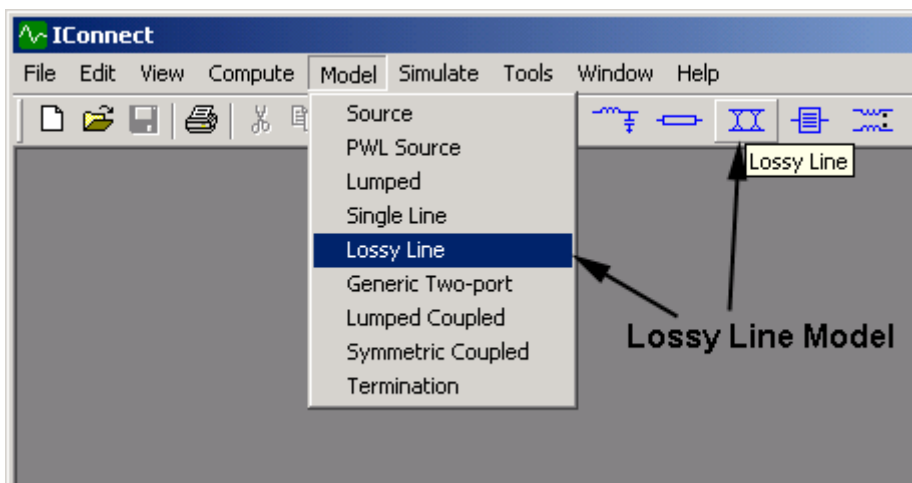 IConnect
File Edit View Compute Model Simulate Tools Window Help
Source
PWL Source
Lumped
Single Line
Lossy Line
Generic Two-port
Lumped Coupled
Symmetric Coupled
Termination
Lossy Line
Lossy Line Model